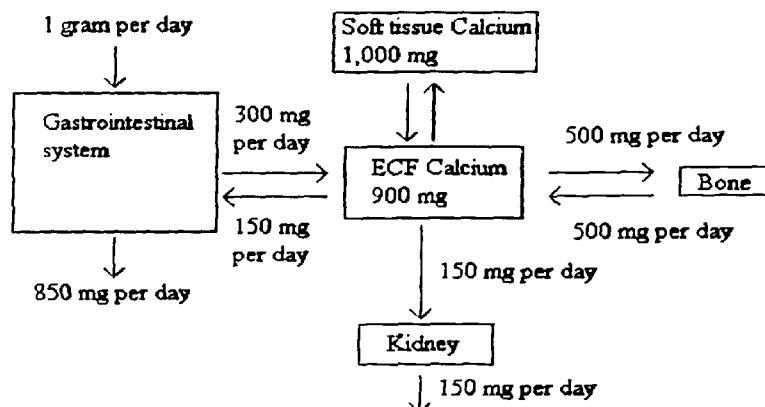 1 gram per day
Soft tissue Calcium
1,000 mg
Gastrointestinal
system
300 mg
per day
ECF Calcium
900 mg
500 mg per day
Bone
150 mg
per day
500 mg per day
850 mg per day
150 mg per day
Kidney
150 mg per day